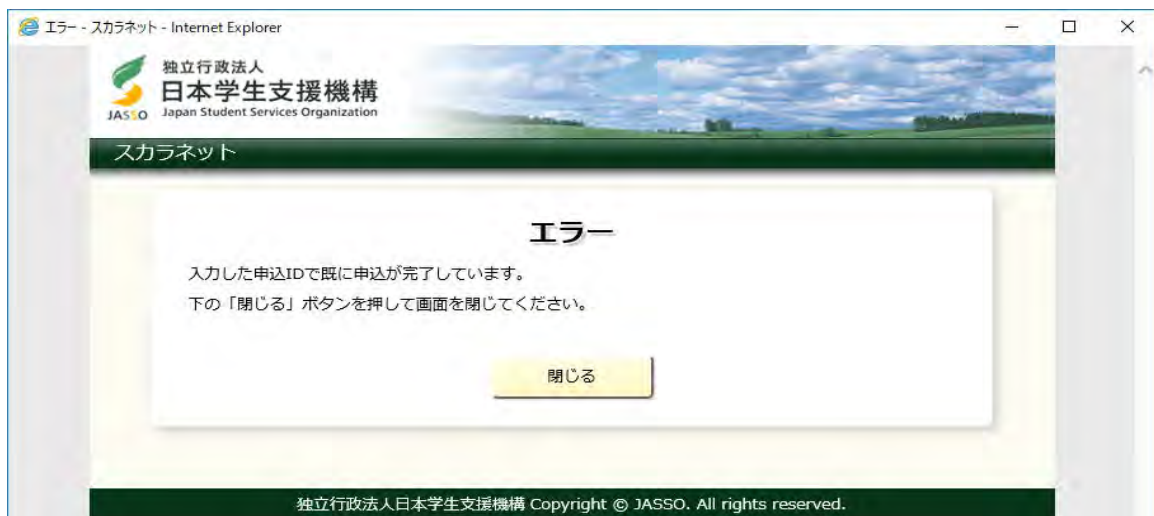 エラー - スカラネット - Internet Explorer
独立行政法人
日本学生支援機構
JASSO Japan Student Services Organization
スカラネット
エラー
入力した申込IDで既に申込が完了しています。
下の「閉じる」ボタンを押して画面を閉じてください。
閉じる
独立行政法人日本学生支援機構 Copyright © JASSO. All rights reserved.